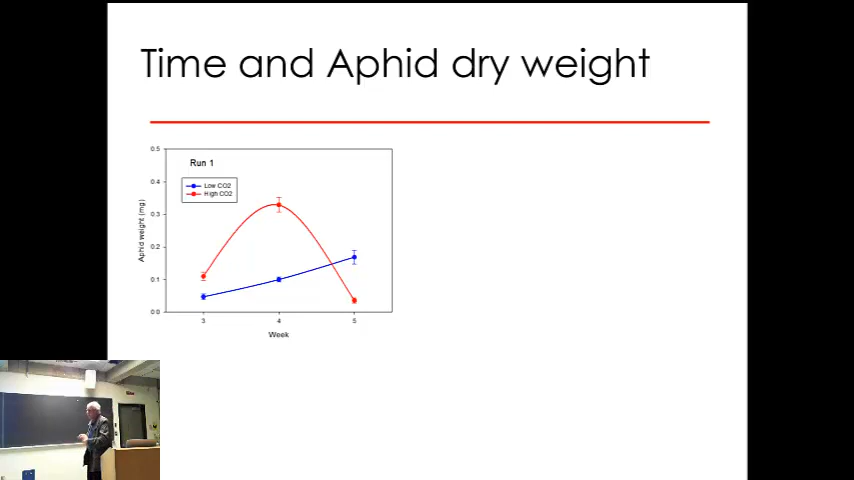 Time and Aphid dry weight
Run 1
Low CO2
High CO2
0.5
0.4
0.3
0.2
0.1
0.0
Aphid weight (mg)
3 4 5
Week